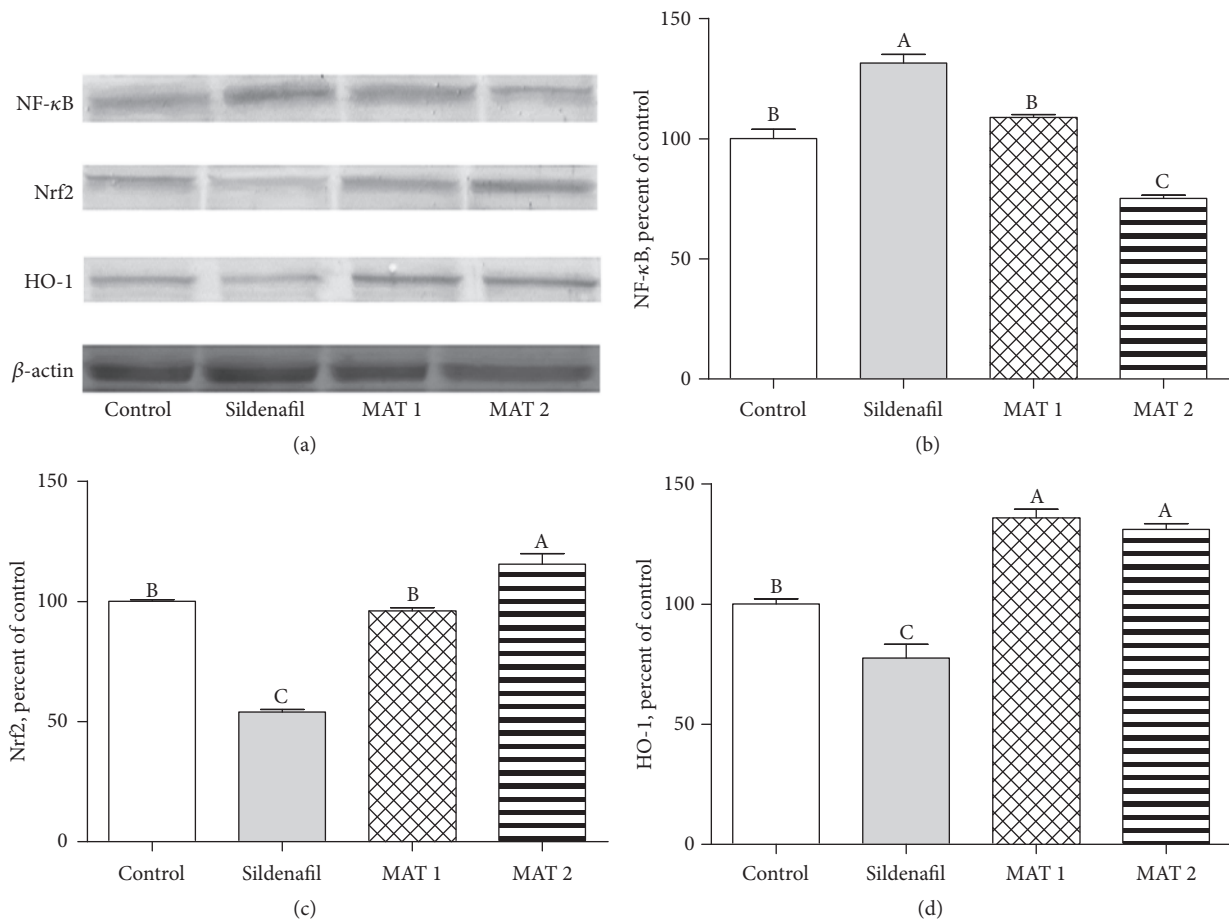 NF-κB
Nrf2
HO-1
β-actin
Control Sildenafil MAT 1 MAT 2
(a)
NF-κB, percent of control
150
100
50
0
B
A
B
C
Control Sildenafil MAT 1 MAT 2
(b)
Nrf2, percent of control
150
100
50
0
B
C
B
A
Control Sildenafil MAT 1 MAT 2
(c)
HO-1, percent of control
150
100
50
0
B
C
A
A
Control Sildenafil MAT 1 MAT 2
(d)